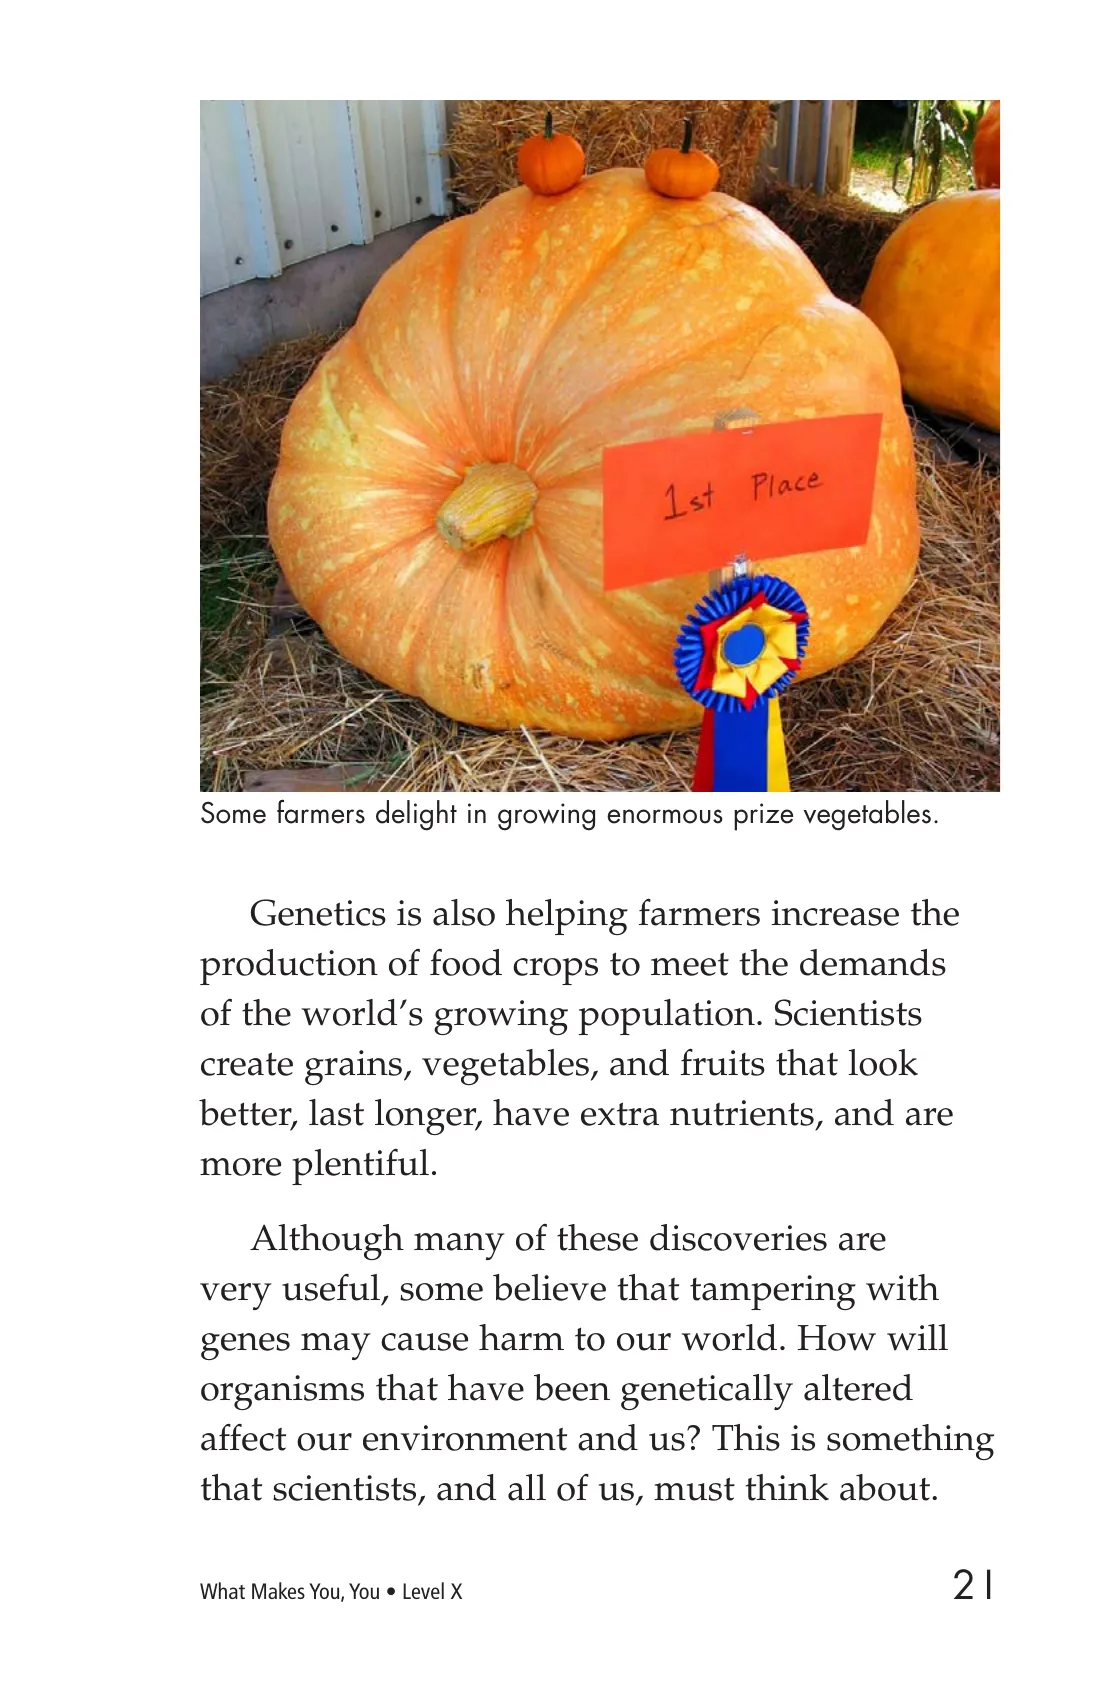 1st Place
Some farmers delight in growing enormous prize vegetables.
Genetics is also helping farmers increase the
production of food crops to meet the demands
of the world’s growing population. Scientists
create grains, vegetables, and fruits that look
better, last longer, have extra nutrients, and are
more plentiful.
Although many of these discoveries are
very useful, some believe that tampering with
genes may cause harm to our world. How will
organisms that have been genetically altered
affect our environment and us? This is something
that scientists, and all of us, must think about.
What Makes You, You • Level X
21